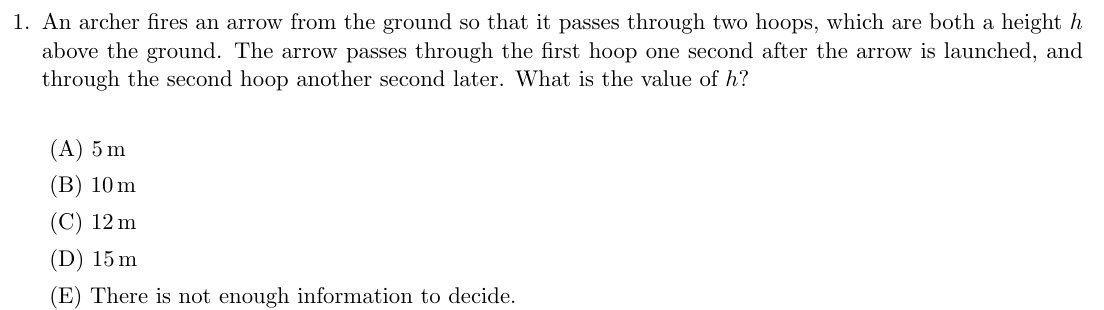 1. An archer fires an arrow from the ground so that it passes through two hoops, which are both a height h
above the ground. The arrow passes through the first hoop one second after the arrow is launched, and
through the second hoop another second later. What is the value of h?
(A) 5 m
(B) 10 m
(C) 12 m
(D) 15 m
(E) There is not enough information to decide.